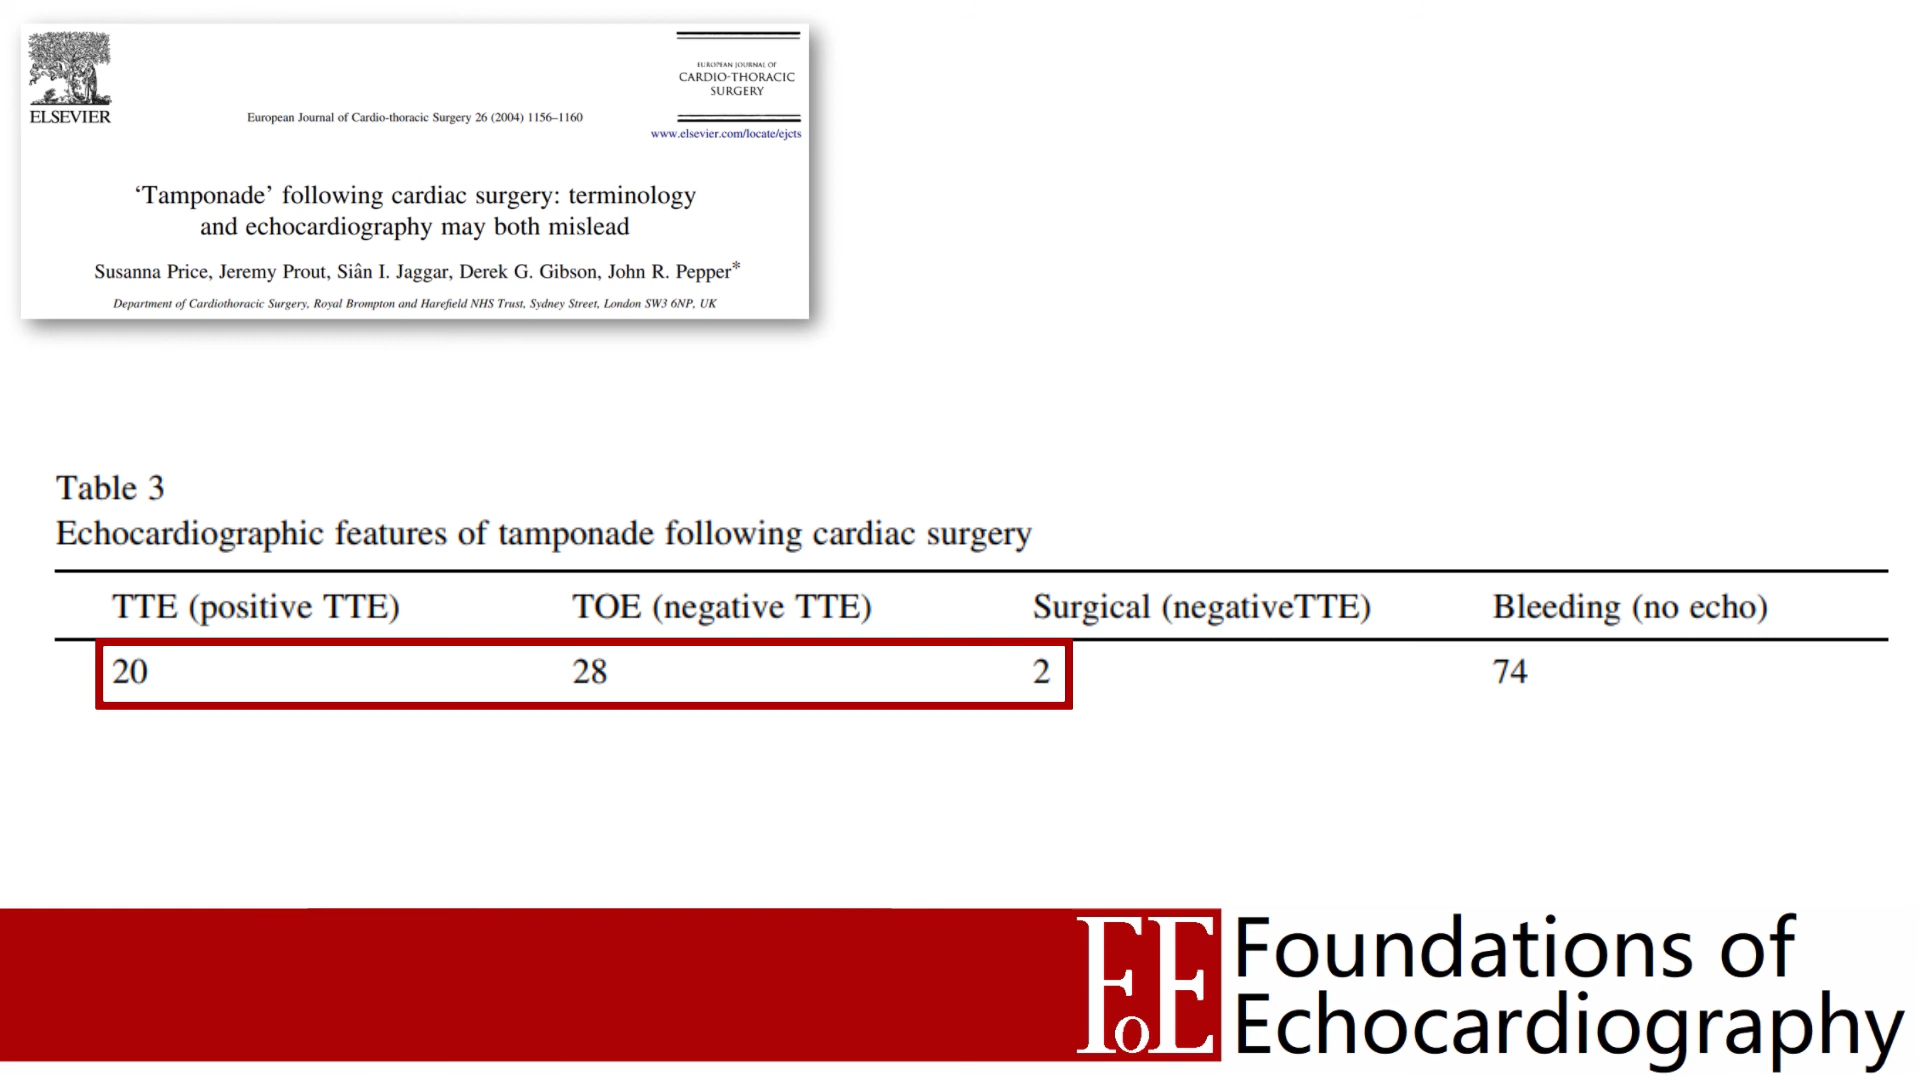 ELSEVIER
EUROPEAN JOURNAL OF
CARDIO-THORACIC
SURGERY
European Journal of Cardio-thoracic Surgery 26 (2004) 1156–1160
www.elsevier.com/locate/ejcts
‘Tamponade’ following cardiac surgery: terminology
and echocardiography may both mislead
Susanna Price, Jeremy Prout, Siân I. Jaggar, Derek G. Gibson, John R. Pepper*
Department of Cardiothoracic Surgery, Royal Brompton and Harefield NHS Trust, Sydney Street, London SW3 6NP, UK
Table 3
Echocardiographic features of tamponade following cardiac surgery
TTE (positive TTE) TOE (negative TTE) Surgical (negativeTTE) Bleeding (no echo)
20 28 2 74
FoE
Foundations of
Echocardiography